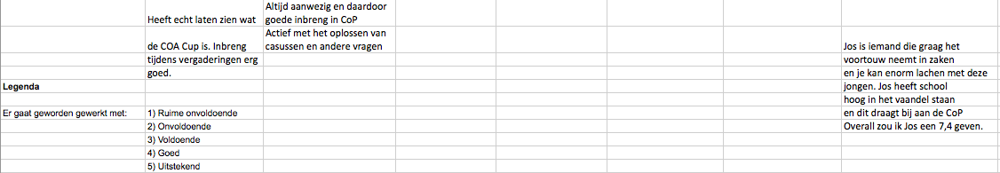 Heeft echt laten zien wat
de COA Cup is. Inbreng
tijdens vergaderingen erg
goed.
Altijd aanwezig en daardoor
goede inbreng in CoP
Actief met het oplossen van
casussen en andere vragen
Jos is iemand die graag het
voortouw neemt in zaken
en je kan enorm lachen met deze
jongen. Jos heeft school
hoog in het vaandel staan
en dit draagt bij aan de CoP
Overall zou ik Jos een 7,4 geven.
Legenda
Er gaat geworden gewerkt met:
1) Ruime onvoldoende
2) Onvoldoende
3) Voldoende
4) Goed
5) Uitstekend